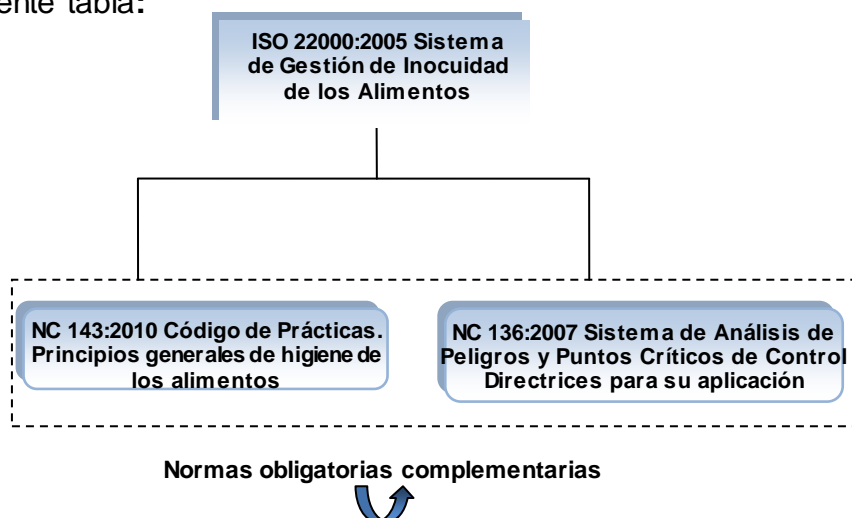 ente tabla:
ISO 22000:2005 Sistema
de Gestión de Inocuidad
de los Alimentos
NC 143:2010 Código de Prácticas.
Principios generales de higiene de
los alimentos
NC 136:2007 Sistema de Análisis de
Peligros y Puntos Críticos de Control
Directrices para su aplicación
Normas obligatorias complementarias